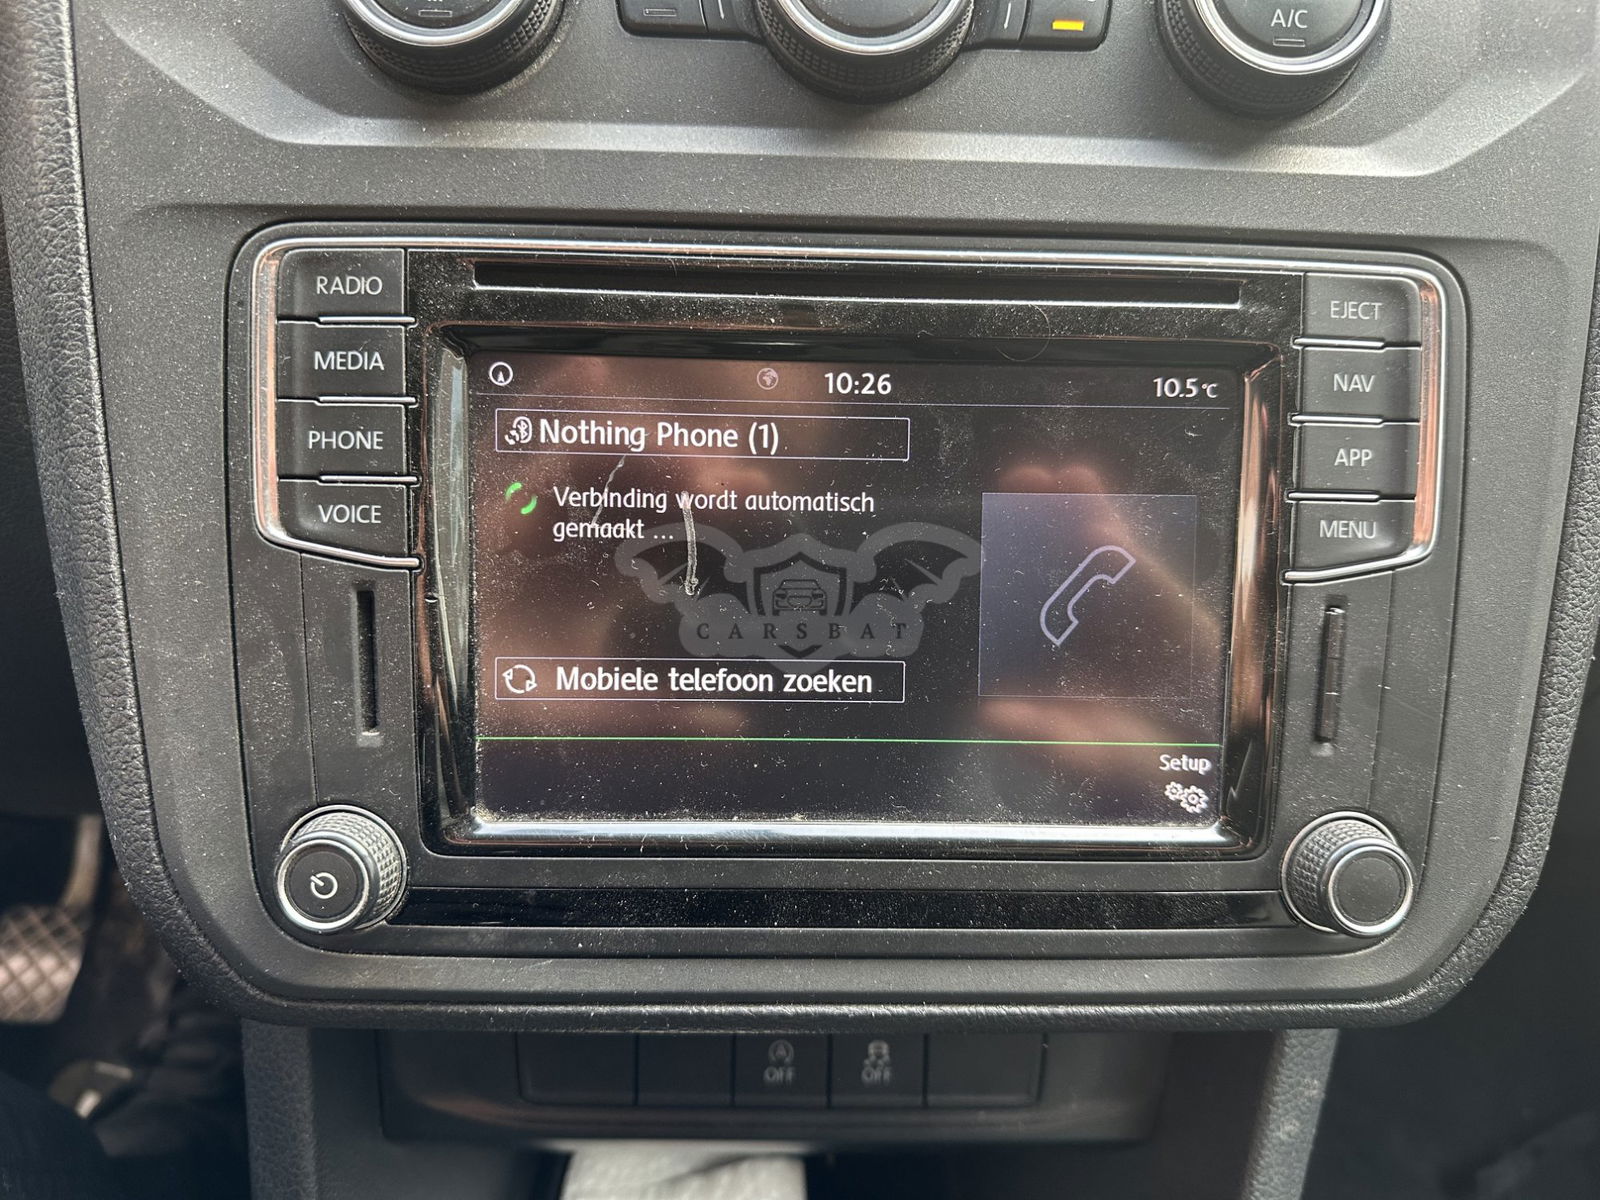 A/C
RADIO
MEDIA
PHONE
VOICE
EJECT
NAV
APP
MENU
10:26
10.5°C
Nothing Phone (1)
Verbinding wordt automatisch
gemaakt ...
CARSBAT
Mobiele telefoon zoeken
Setup
OFF
OFF